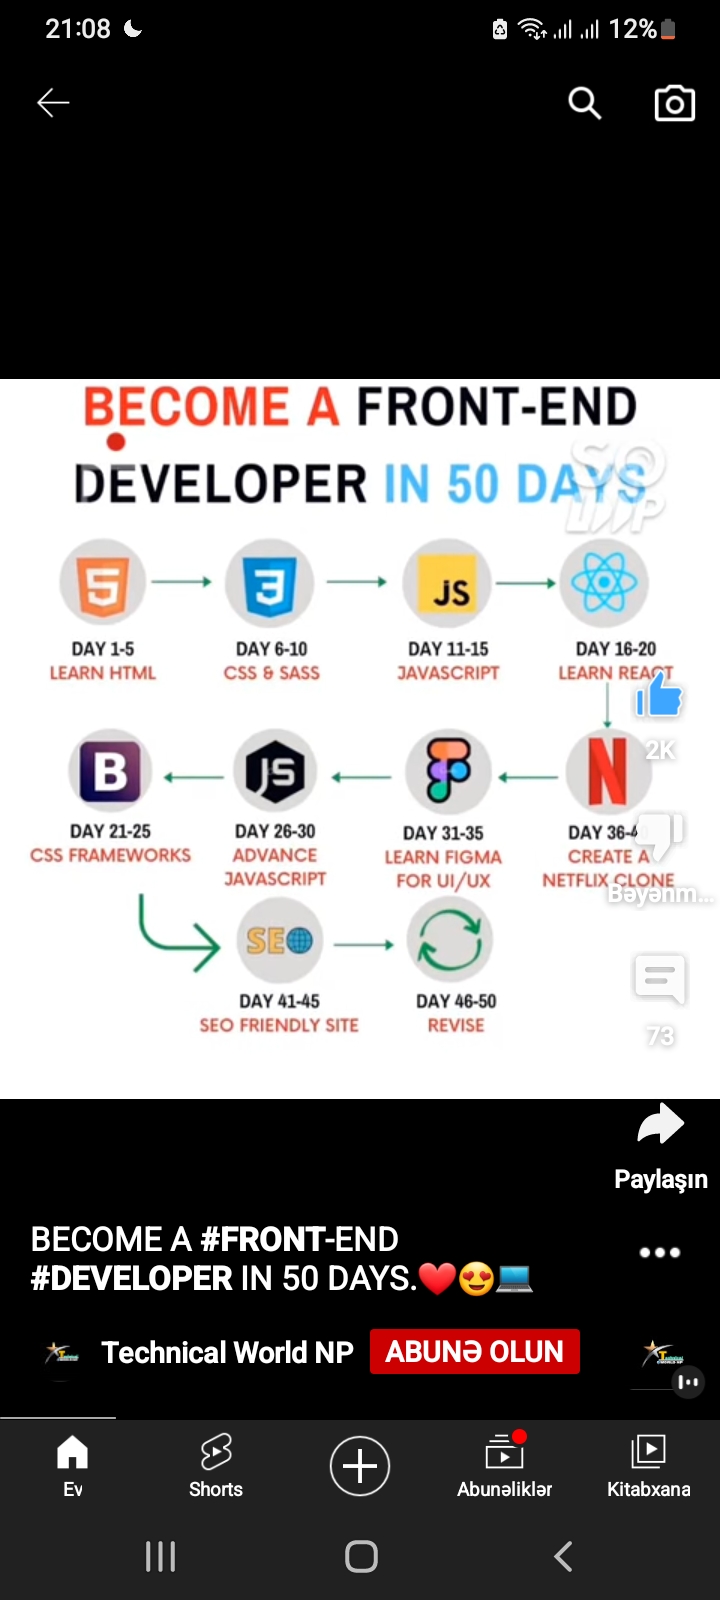 21:08
12%
BECOME A FRONT-END
DEVELOPER IN 50 DAYS
5
3
JS
DAY 1-5
LEARN HTML
DAY 6-10
CSS & SASS
DAY 11-15
JAVASCRIPT
DAY 16-20
LEARN REACT
2K
B
JS
N
DAY 21-25
CSS FRAMEWORKS
DAY 26-30
ADVANCE
JAVASCRIPT
DAY 31-35
LEARN FIGMA
FOR UI/UX
DAY 36-4
CREATE A
NETFLIX CLONE
Bəyənm...
SEO
DAY 41-45
SEO FRIENDLY SITE
DAY 46-50
REVISE
73
Paylaşın
BECOME A #FRONT-END
#DEVELOPER IN 50 DAYS.❤️😍💻
Technical World NP
ABUNƏ OLUN
Ev
Shorts
Abunəliklər
Kitabxana